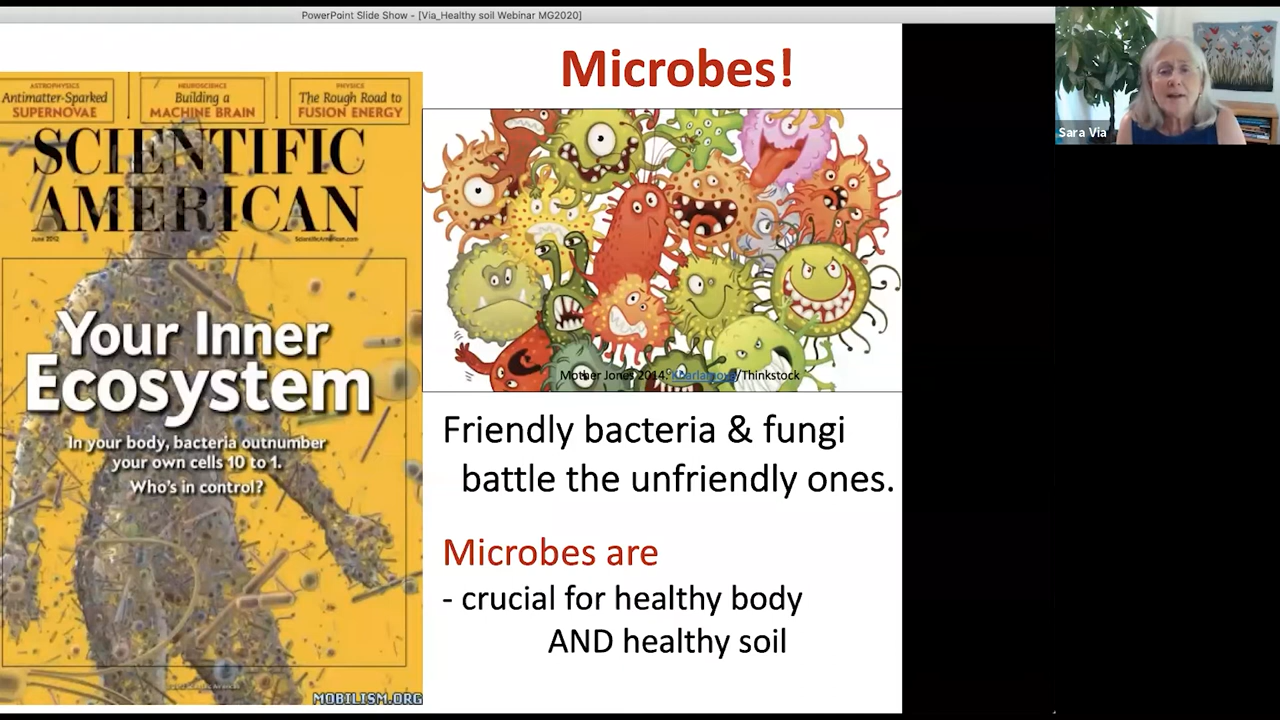 PowerPoint Slide Show - [Via_Healthy soil Webinar MG2020]
ASTROPHYSICS
Antimatter-Sparked
SUPERNOVAE
NEUROSCIENCE
Building a
MACHINE BRAIN
PHYSICS
The Rough Road to
FUSION ENERGY
SCIENTIFIC
AMERICAN
June 2012
ScientificAmerican.com
Your Inner
Ecosystem
In your body, bacteria outnumber
your own cells 10 to 1.
Who's in control?
MOBILISM.ORG
Microbes!
Mother Jones 2014, /Thinkstock
Friendly bacteria & fungi
battle the unfriendly ones.
Microbes are
- crucial for healthy body
AND healthy soil
Sara Via